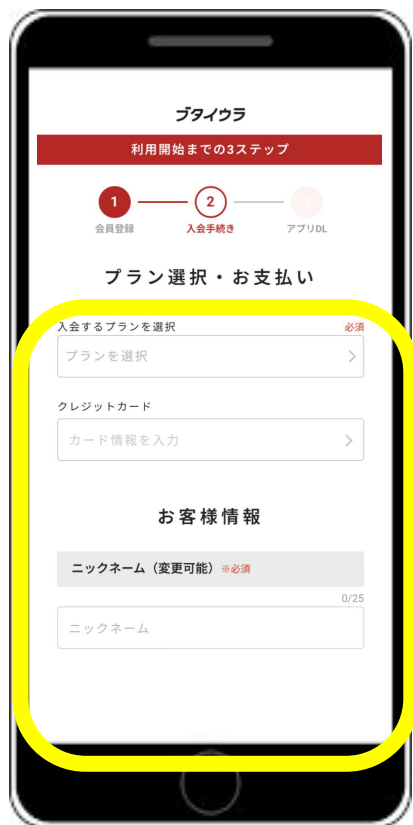 ブタイウラ
利用開始までの3ステップ
1 2 3
会員登録 入会手続き アプリDL
プラン選択・お支払い
入会するプランを選択 必須
プランを選択
クレジットカード
カード情報を入力
お客様情報
ニックネーム（変更可能）※必須
0/25
ニックネーム